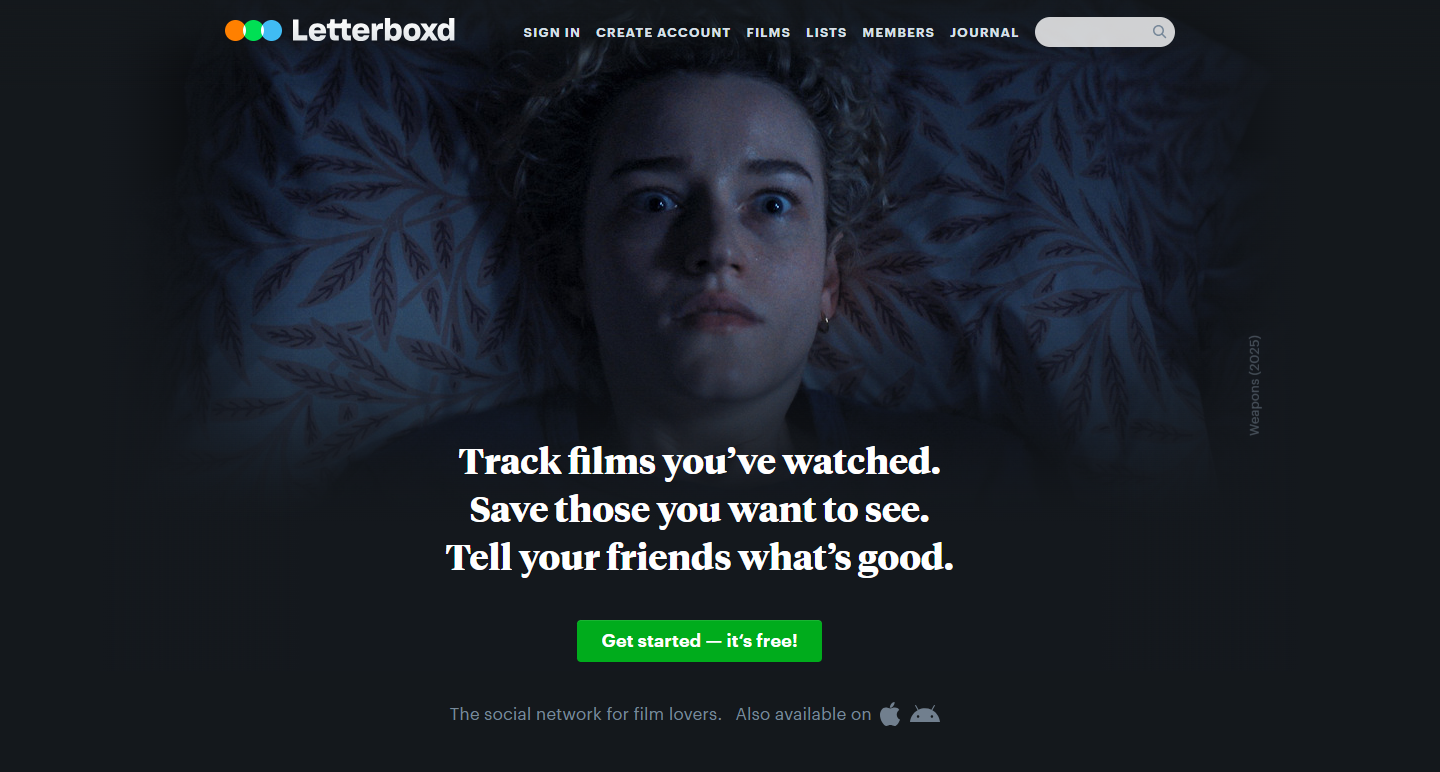 Letterboxd
SIGN IN CREATE ACCOUNT FILMS LISTS MEMBERS JOURNAL
Weapons (2025)
Track films you’ve watched.
Save those you want to see.
Tell your friends what’s good.
Get started — it’s free!
The social network for film lovers. Also available on